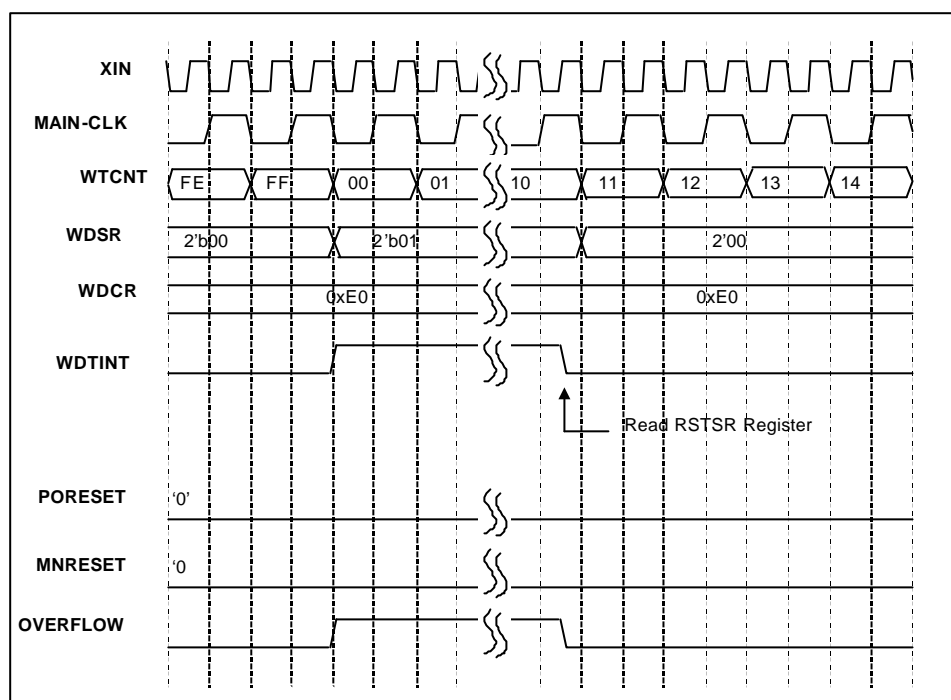 XIN
MAIN-CLK
WTCNT FE FF 00 01 10 11 12 13 14
WDSR 2'b00 2'b01 2'00
WDCR 0xE0 0xE0
WDTINT
Read RSTSR Register
PORESET '0'
MNRESET '0
OVERFLOW